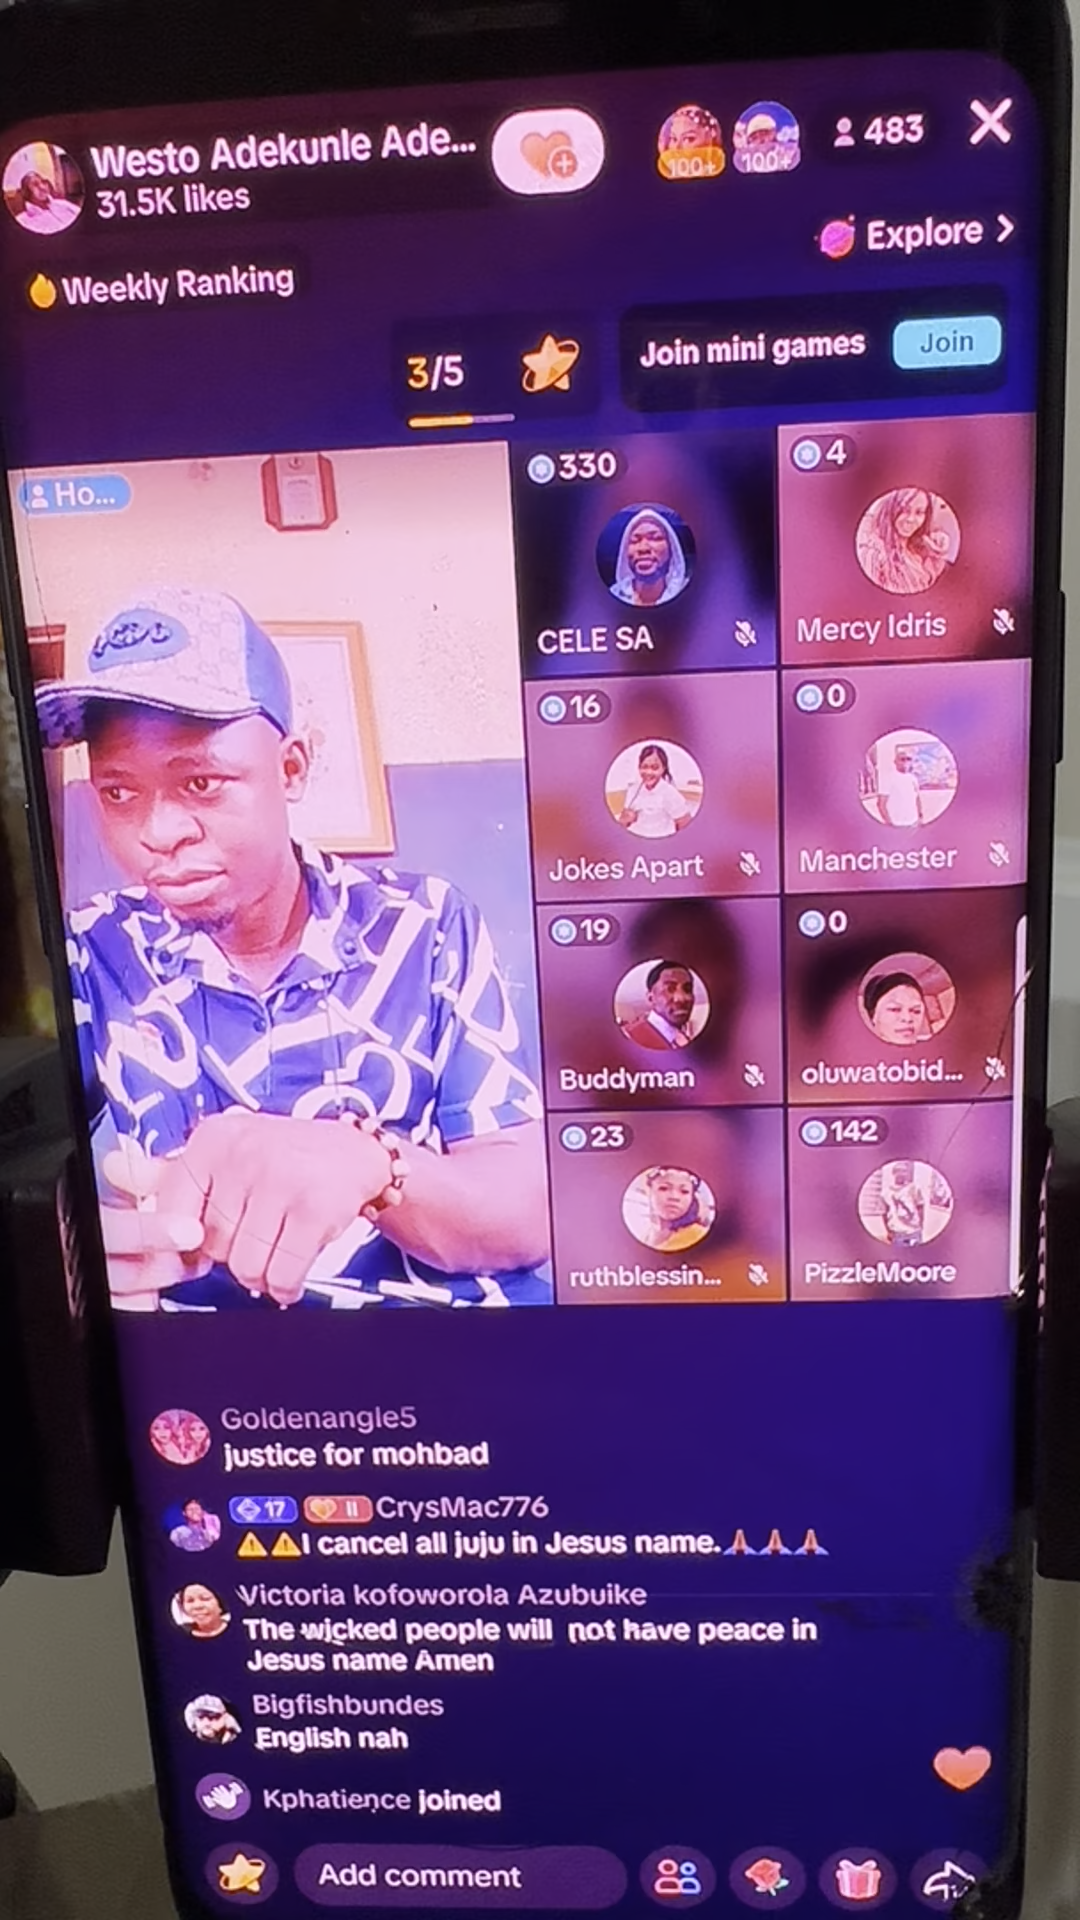 Westo Adekunle Ade...
31.5K likes
100+
100+
483
Explore >
Weekly Ranking
3/5
Join mini games
Join
Ho...
330
CELE SA
4
Mercy Idris
16
Jokes Apart
0
Manchester
19
Buddyman
0
oluwatobid...
23
ruthblessin...
142
PizzleMoore
Goldenangle5
justice for mohbad
17 II CrysMac776
⚠️⚠️I cancel all juju in Jesus name.🙏🙏🙏
Victoria kofoworola Azubuike
The wicked people will not have peace in
Jesus name Amen
Bigfishbundes
English nah
Kphatience joined
Add comment